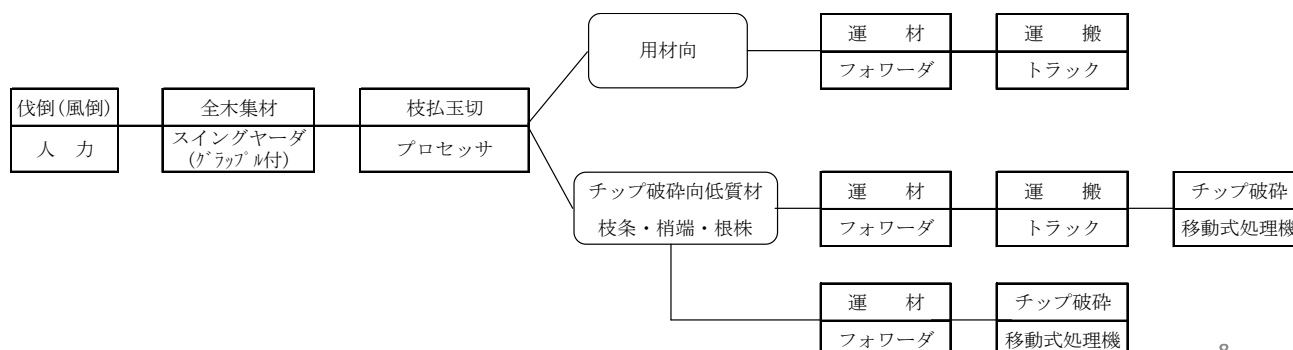 伐倒(風倒)
人　力
全木集材
スイングヤーダ
(ｸﾞﾗｯﾌﾟﾙ付)
枝払玉切
プロセッサ
用材向
運　材
フォワーダ
運　搬
トラック
チップ破砕向低質材
枝条・梢端・根株
運　材
フォワーダ
運　搬
トラック
チップ破砕
移動式処理機
運　材
フォワーダ
チップ破砕
移動式処理機